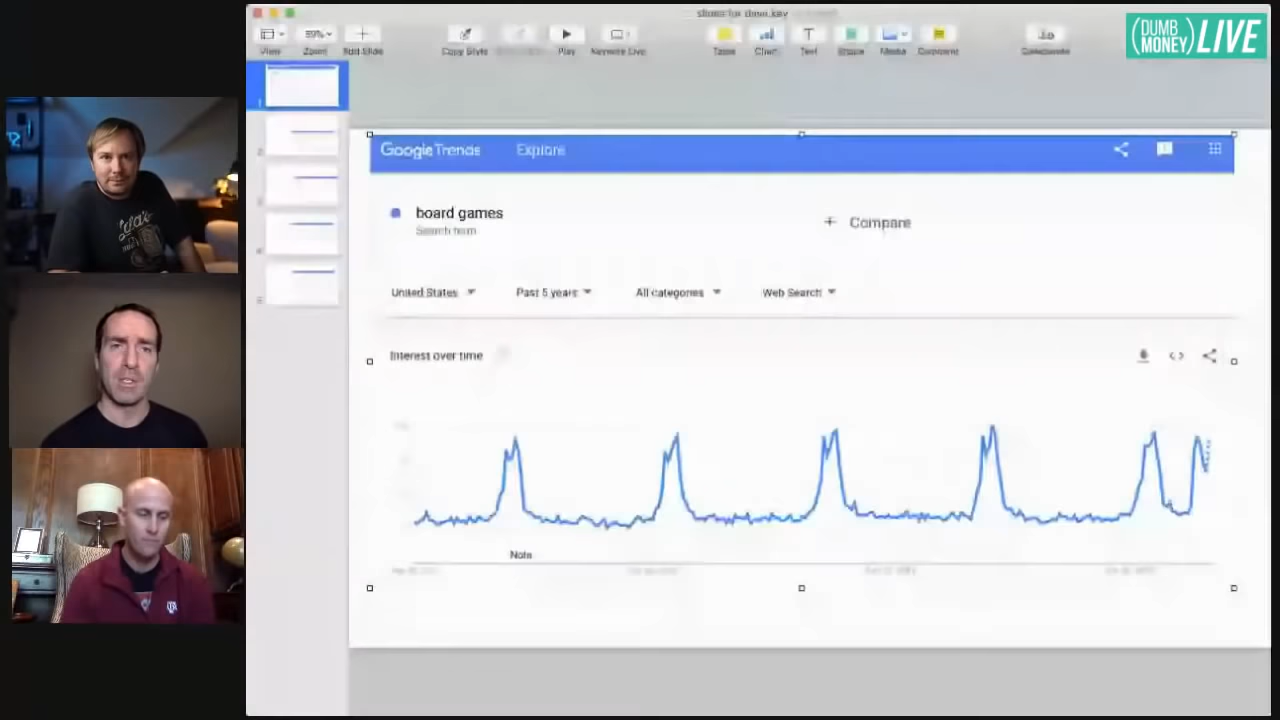 (DUMB
MONEY) LIVE
View
Zoom
Add Slide
Copy Style
Play
Keynote Live
Table
Chart
Text
Shape
Media
Comment
Collaborate
Google Trends
Explore
board games
Search term
+ Compare
United States
Past 5 years
All categories
Web Search
Interest over time
Note